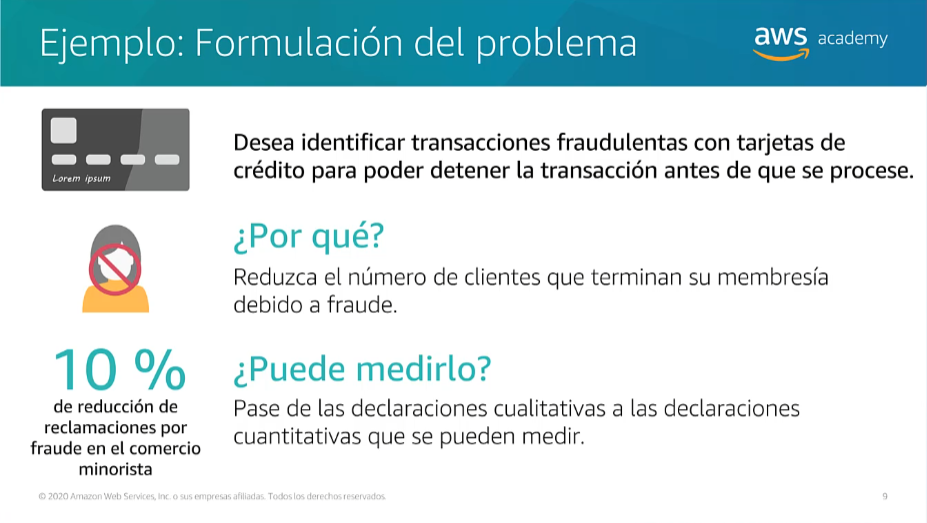 Ejemplo: Formulación del problema
aws academy
Lorem ipsum
Desea identificar transacciones fraudulentas con tarjetas de
crédito para poder detener la transacción antes de que se procese.
¿Por qué?
Reduzca el número de clientes que terminan su membresía
debido a fraude.
10 %
de reducción de
reclamaciones por
fraude en el comercio
minorista
¿Puede medirlo?
Pase de las declaraciones cualitativas a las declaraciones
cuantitativas que se pueden medir.
© 2020 Amazon Web Services, Inc. o sus empresas afiliadas. Todos los derechos reservados.
9